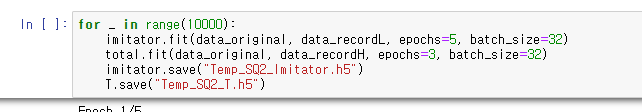 In [ ]: for _ in range(10000):
    imitator.fit(data_original, data_recordL, epochs=5, batch_size=32)
    total.fit(data_original, data_recordH, epochs=3, batch_size=32)
    imitator.save("Temp_SQ2_Imitator.h5")
    T.save("Temp_SQ2_T.h5")
Epoch 1/5